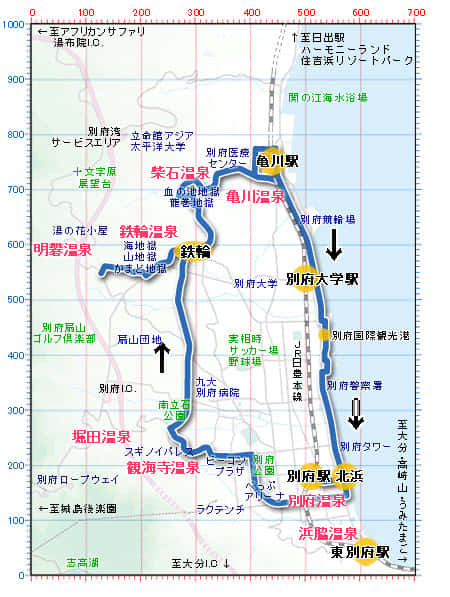 0 100 200 300 400 500 600 700
1000
900
800
700
600
500
400
300
200
100
0
←至アフリカンサファリ
湯布院I.C.
↑至日出駅
ハーモニーランド
住吉浜リゾートパーク
関の江海水浴場
別府湾
サービスエリア
立命館アジア
太平洋大学
別府医療
センター
亀川駅
十文字原
展望台
柴石温泉
血の池地獄
龍巻地獄
亀川温泉
別府競輪場
湯の花小屋
鉄輪温泉
明礬温泉
海地獄
山地獄
かまど地獄
鉄輪
別府大学
別府大学駅
別府扇山
ゴルフ倶楽部
扇山団地
実相寺
サッカー場
野球場
JR日豊本線
別府国際観光港
別府I.C.
九大
別府病院
別府警察署
南立石
公園
堀田温泉
スギノイパレス
観海寺温泉
ビーコン
プラザ
別府
公園
別府タワー
至大分・高崎山・うみたまご→
別府ロープウェイ
べっぷ
アリーナ
別府駅
北浜
別府温泉
←至城島後楽園
ラクテンチ
浜脇温泉
志高湖
至大分I.C↓
東別府駅